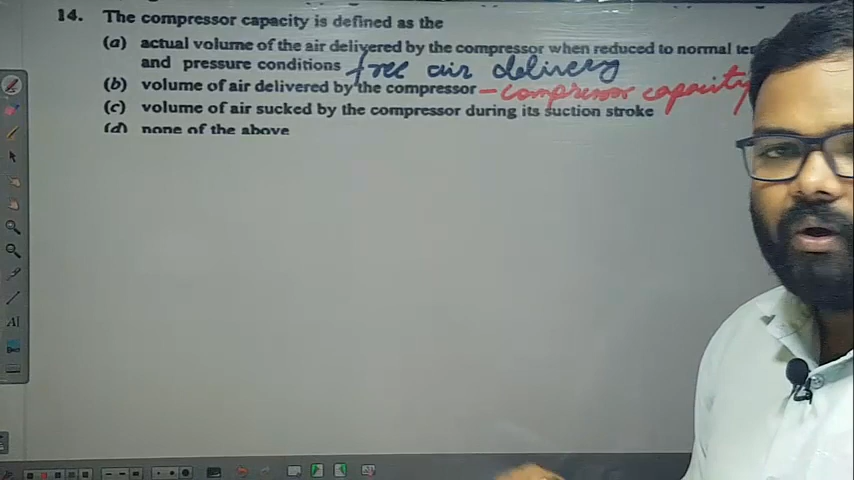 14. The compressor capacity is defined as the
(a) actual volume of the air delivered by the compressor when reduced to normal
and pressure conditions free air delivery
(b) volume of air delivered by the compressor – compressor capacity
(c) volume of air sucked by the compressor during its suction stroke
(d) none of the above
AI